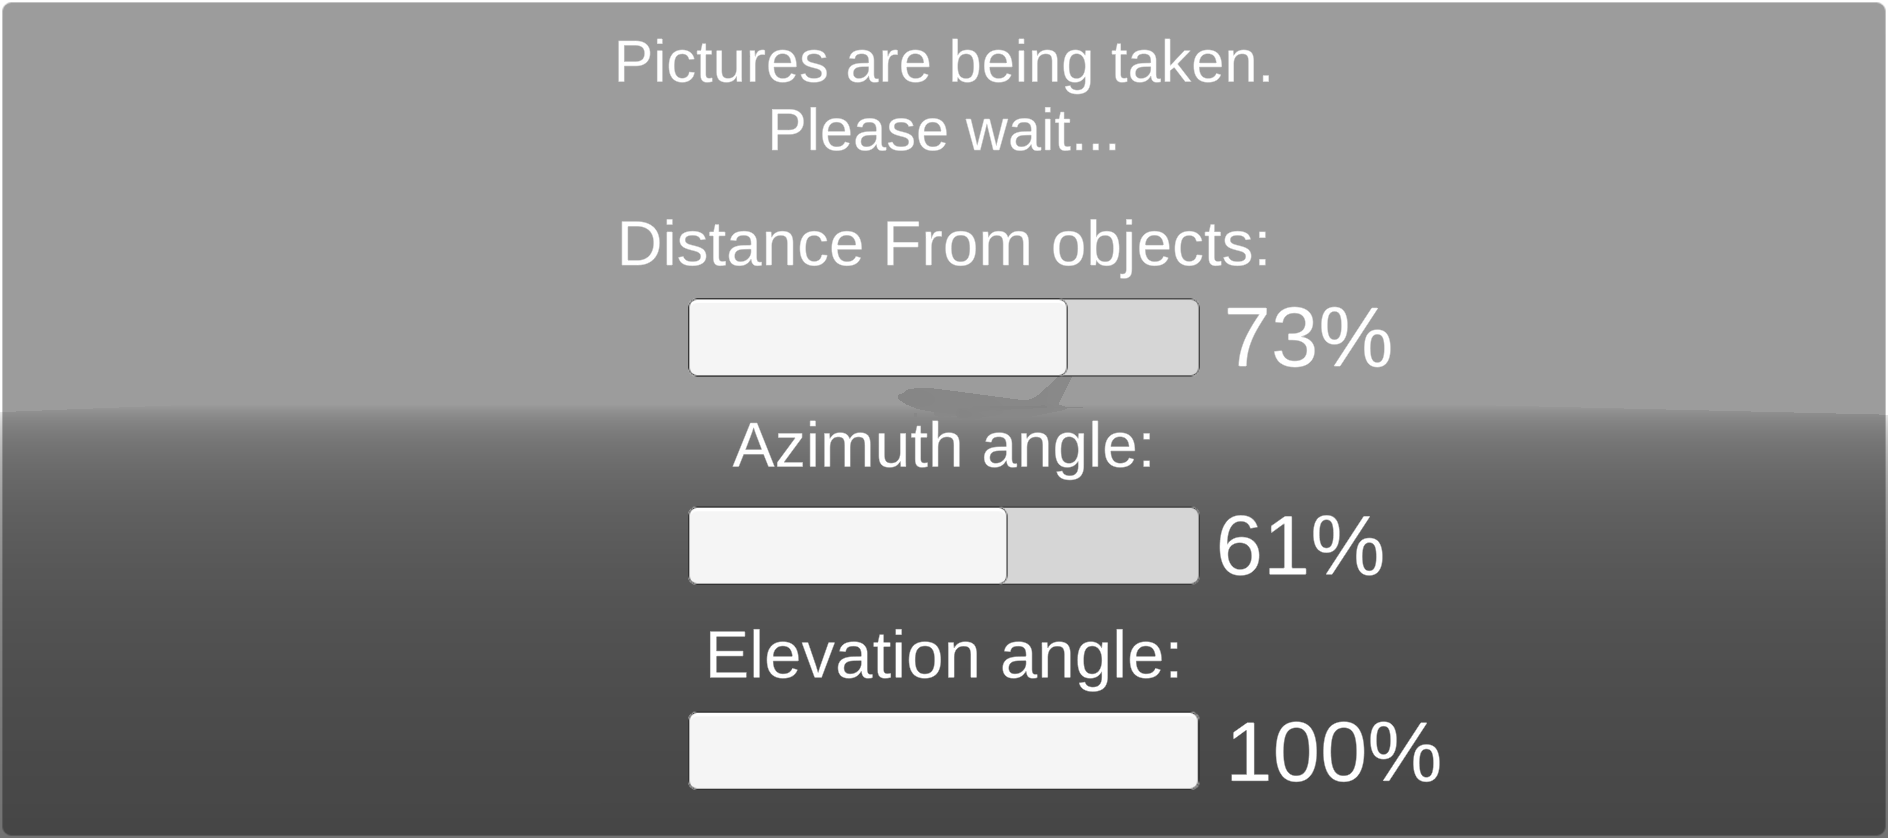 Pictures are being taken.
Please wait...
Distance From objects:
73%
Azimuth angle:
61%
Elevation angle:
100%